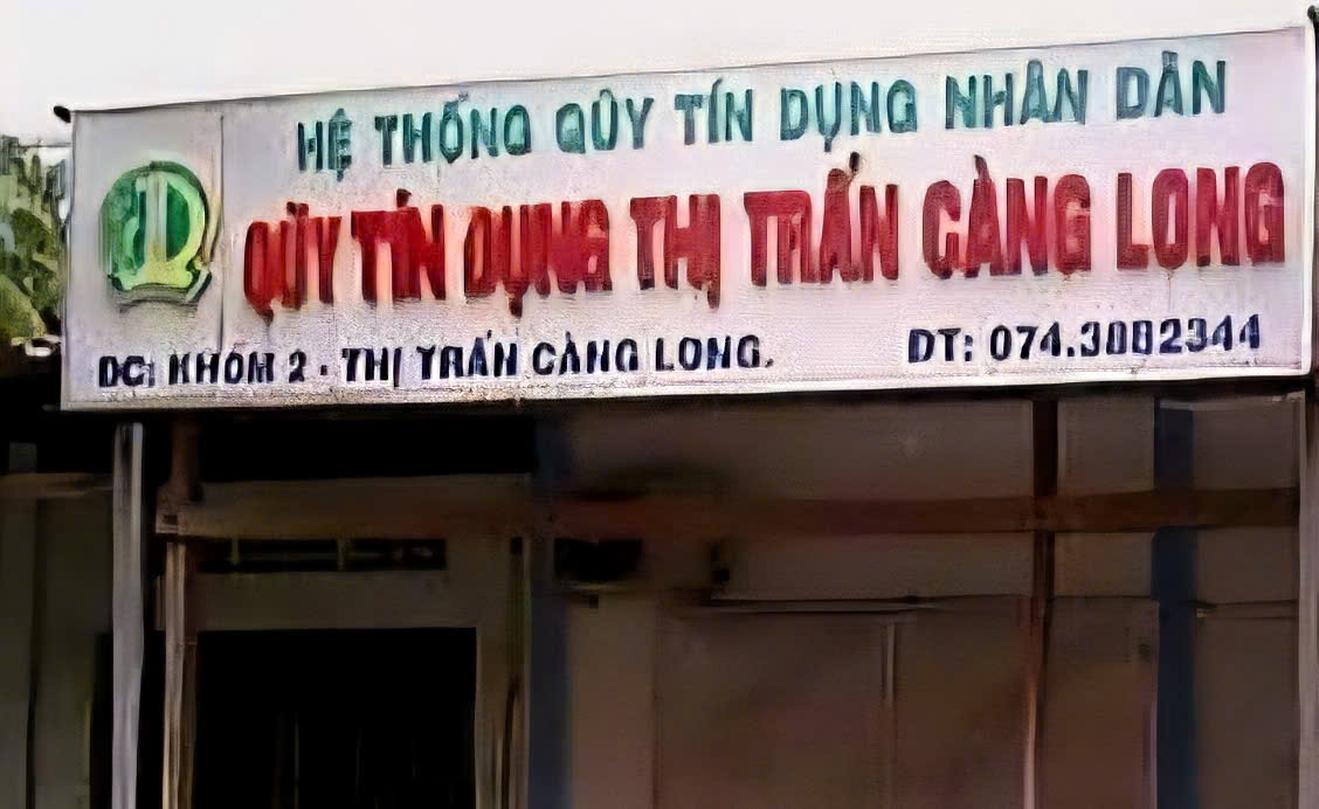 HỆ THỐNG QŨY TÍN DỤNG NHÂN DÂN
QŨY TÍN DỤNG THỊ TRẤN CÀNG LONG
ĐC: KHÓM 2 - THỊ TRẤN CÀNG LONG.
ĐT: 074.3882344